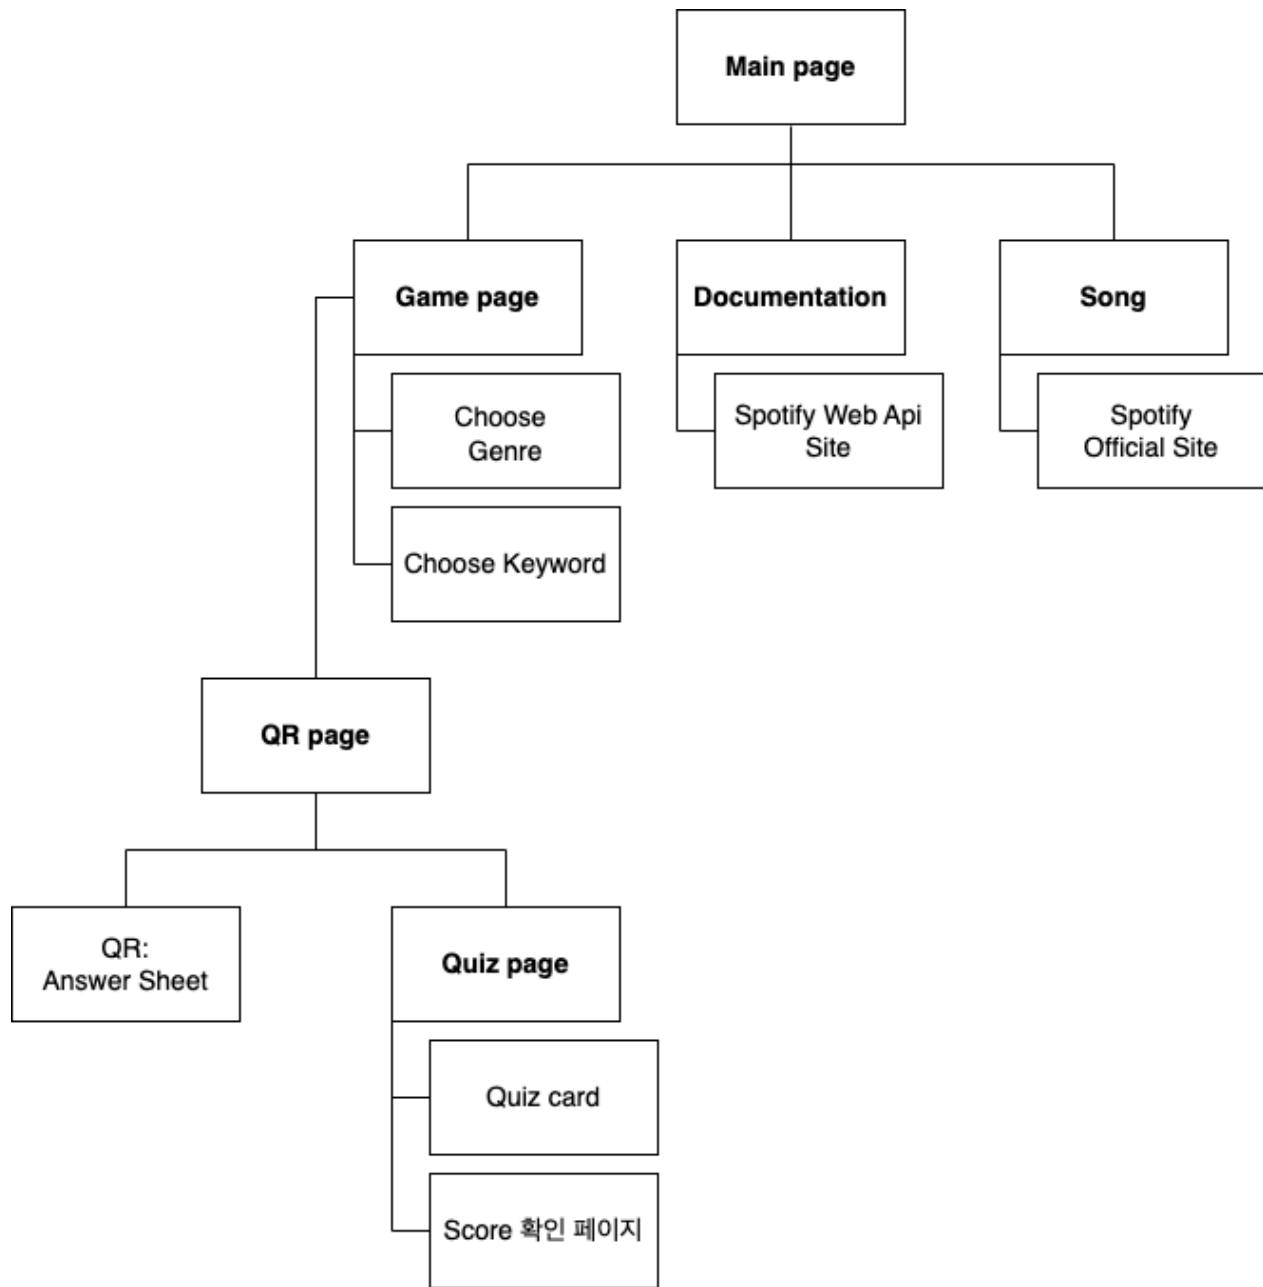 Main page
Game page
Documentation
Song
Choose
Genre
Spotify Web Api
Site
Spotify
Official Site
Choose Keyword
QR page
QR:
Answer Sheet
Quiz page
Quiz card
Score 확인 페이지